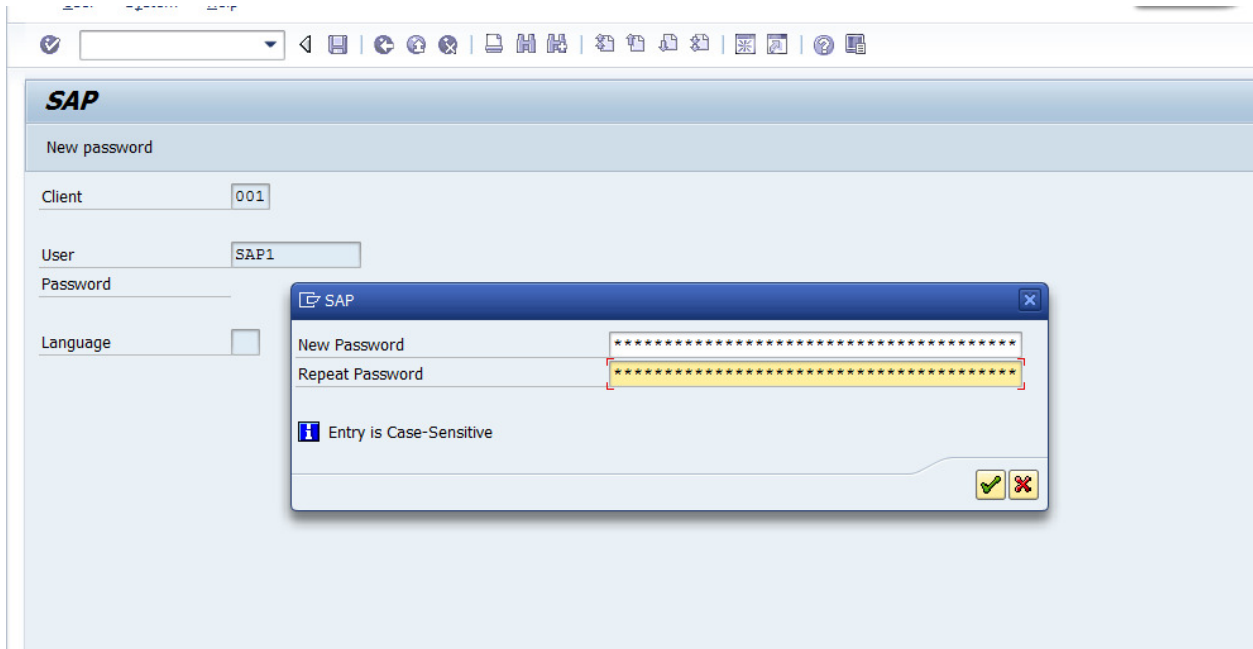 SAP
New password
Client 001
User SAP1
Password
Language
SAP
New Password ****************************************
Repeat Password ****************************************
Entry is Case-Sensitive